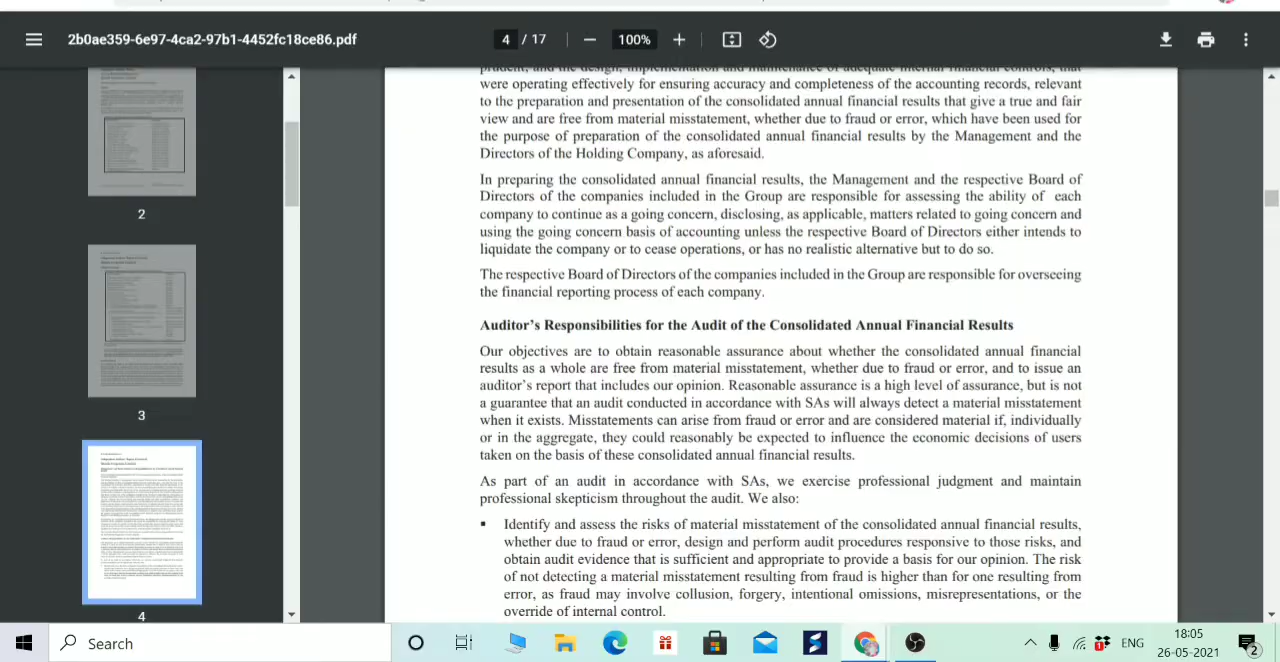 2b0ae359-6e97-4ca2-97b1-4452fc18ce86.pdf
4 / 17
100%
prudent, and the design, implementation and maintenance of adequate internal financial controls, that
were operating effectively for ensuring accuracy and completeness of the accounting records, relevant
to the preparation and presentation of the consolidated annual financial results that give a true and fair
view and are free from material misstatement, whether due to fraud or error, which have been used for
the purpose of preparation of the consolidated annual financial results by the Management and the
Directors of the Holding Company, as aforesaid.
In preparing the consolidated annual financial results, the Management and the respective Board of
Directors of the companies included in the Group are responsible for assessing the ability of each
company to continue as a going concern, disclosing, as applicable, matters related to going concern and
using the going concern basis of accounting unless the respective Board of Directors either intends to
liquidate the company or to cease operations, or has no realistic alternative but to do so.
The respective Board of Directors of the companies included in the Group are responsible for overseeing
the financial reporting process of each company.
Auditor's Responsibilities for the Audit of the Consolidated Annual Financial Results
Our objectives are to obtain reasonable assurance about whether the consolidated annual financial
results as a whole are free from material misstatement, whether due to fraud or error, and to issue an
auditor's report that includes our opinion. Reasonable assurance is a high level of assurance, but is not
a guarantee that an audit conducted in accordance with SAs will always detect a material misstatement
when it exists. Misstatements can arise from fraud or error and are considered material if, individually
or in the aggregate, they could reasonably be expected to influence the economic decisions of users
taken on the basis of these consolidated annual financial results.
As part of an audit in accordance with SAs, we exercise professional judgment and maintain
professional skepticism throughout the audit. We also:
▪ Identify and assess the risks of material misstatement of the consolidated annual financial results,
whether due to fraud or error, design and perform audit procedures responsive to those risks, and
obtain audit evidence that is sufficient and appropriate to provide a basis for our opinion. The risk
of not detecting a material misstatement resulting from fraud is higher than for one resulting from
error, as fraud may involve collusion, forgery, intentional omissions, misrepresentations, or the
override of internal control.
2
3
4
Search
ENG
18:05
26-05-2021
1
2